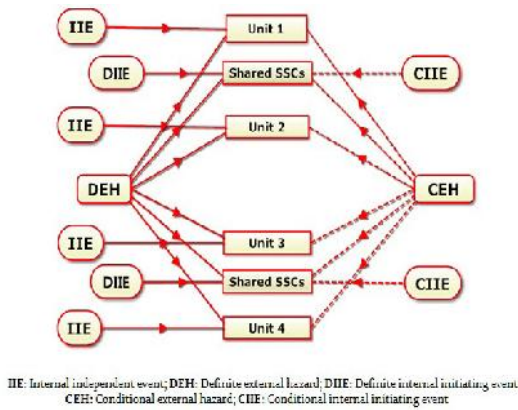 IIE
Unit 1
DIIE
Shared SSCs
CIIE
IIE
Unit 2
DEH
CEH
IIE
Unit 3
DIIE
Shared SSCs
CIIE
IIE
Unit 4
IIE: Internal independent event; DEH: Definite external hazard; DIIE: Definite internal initiating event
CEH: Conditional external hazard; CIIE: Conditional internal initiating event